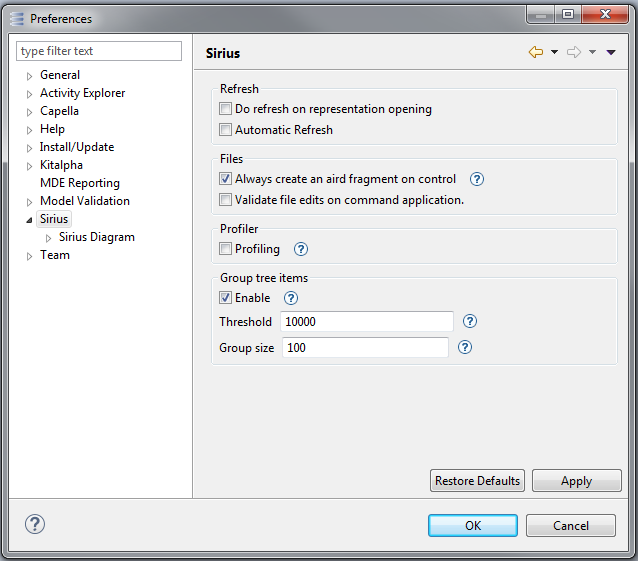 Preferences
type filter text
General
Activity Explorer
Capella
Help
Install/Update
Kitalpha
MDE Reporting
Model Validation
Sirius
Sirius Diagram
Team
Sirius
Refresh
Do refresh on representation opening
Automatic Refresh
Files
Always create an aird fragment on control ?
Validate file edits on command application.
Profiler
Profiling ?
Group tree items
Enable ?
Threshold 10000 ?
Group size 100 ?
Restore Defaults Apply
? OK Cancel